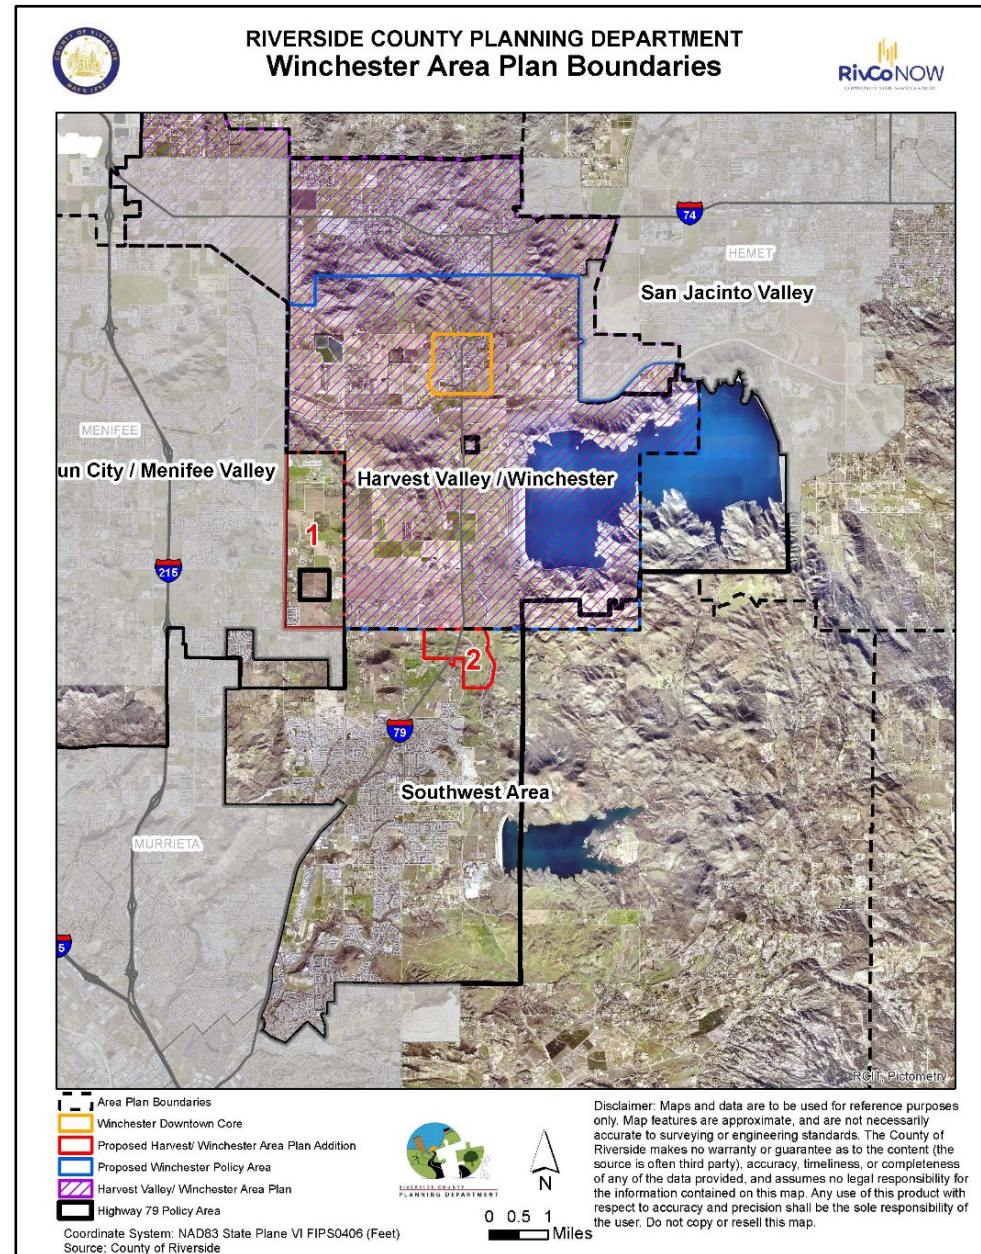 RIVERSIDE COUNTY PLANNING DEPARTMENT
Winchester Area Plan Boundaries
COUNTY OF RIVERSIDE
RivCoNOW
74
HEMET
San Jacinto Valley
MENIFEE
un City / Menifee Valley
Harvest Valley / Winchester
1
215
2
79
Southwest Area
MURRIETA
5
RCIT, Pictometry
Area Plan Boundaries
Winchester Downtown Core
Proposed Harvest/ Winchester Area Plan Addition
Proposed Winchester Policy Area
Harvest Valley/ Winchester Area Plan
Highway 79 Policy Area
Coordinate System: NAD83 State Plane VI FIPS0406 (Feet)
Source: County of Riverside
RIVERSIDE COUNTY
PLANNING DEPARTMENT
N
0 0.5 1
Miles
Disclaimer: Maps and data are to be used for reference purposes
only. Map features are approximate, and are not necessarily
accurate to surveying or engineering standards. The County of
Riverside makes no warranty or guarantee as to the content (the
source is often third party), accuracy, timeliness, or completeness
of any of the data provided, and assumes no legal responsibility for
the information contained on this map. Any use of this product with
respect to accuracy and precision shall be the sole responsibility of
the user. Do not copy or resell this map.